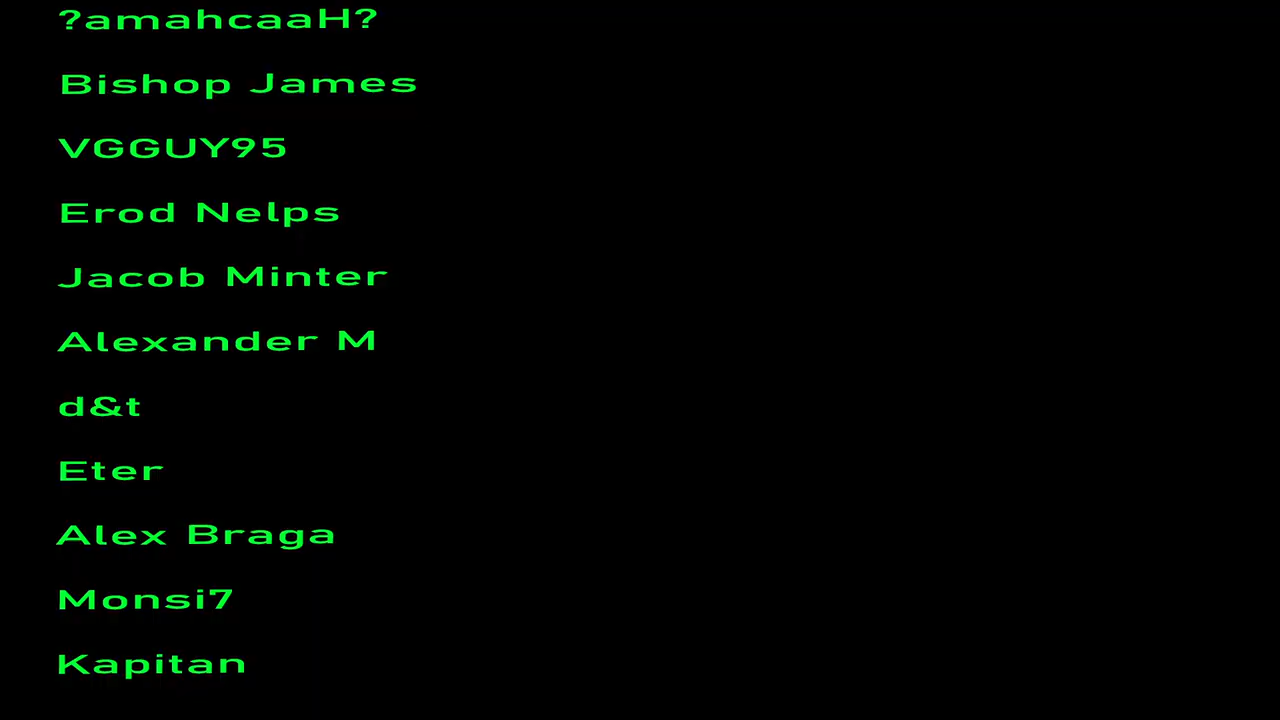 ?amahcaaH?
Bishop James
VGGUY95
Erod Nelps
Jacob Minter
Alexander M
d&t
Eter
Alex Braga
Monsi7
Kapitan